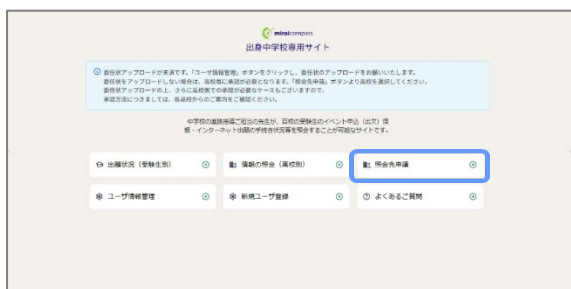 miraicompass
出身中学校専用サイト
委任状アップロードが未済です。「ユーザ情報管理」ボタンをクリックし、委任状のアップロードをお願いいたします。
委任状をアップロードしない場合は、高校毎に承認が必要となります。「照会先申請」ボタンより高校を選択してください。
委任状アップロードの上、さらに高校側での承認が必要なケースもございますので、
承認方法につきましては、各高校からのご案内をご確認ください。
中学校の進路指導ご担当の先生が、自校の受験生のイベント申込（出欠）情
報・インターネット出願の手続き状況等を照会することが可能なサイトです。
出願状況（受験生別）
情報の照会（高校別）
照会先申請
ユーザ情報管理
新規ユーザ登録
よくあるご質問